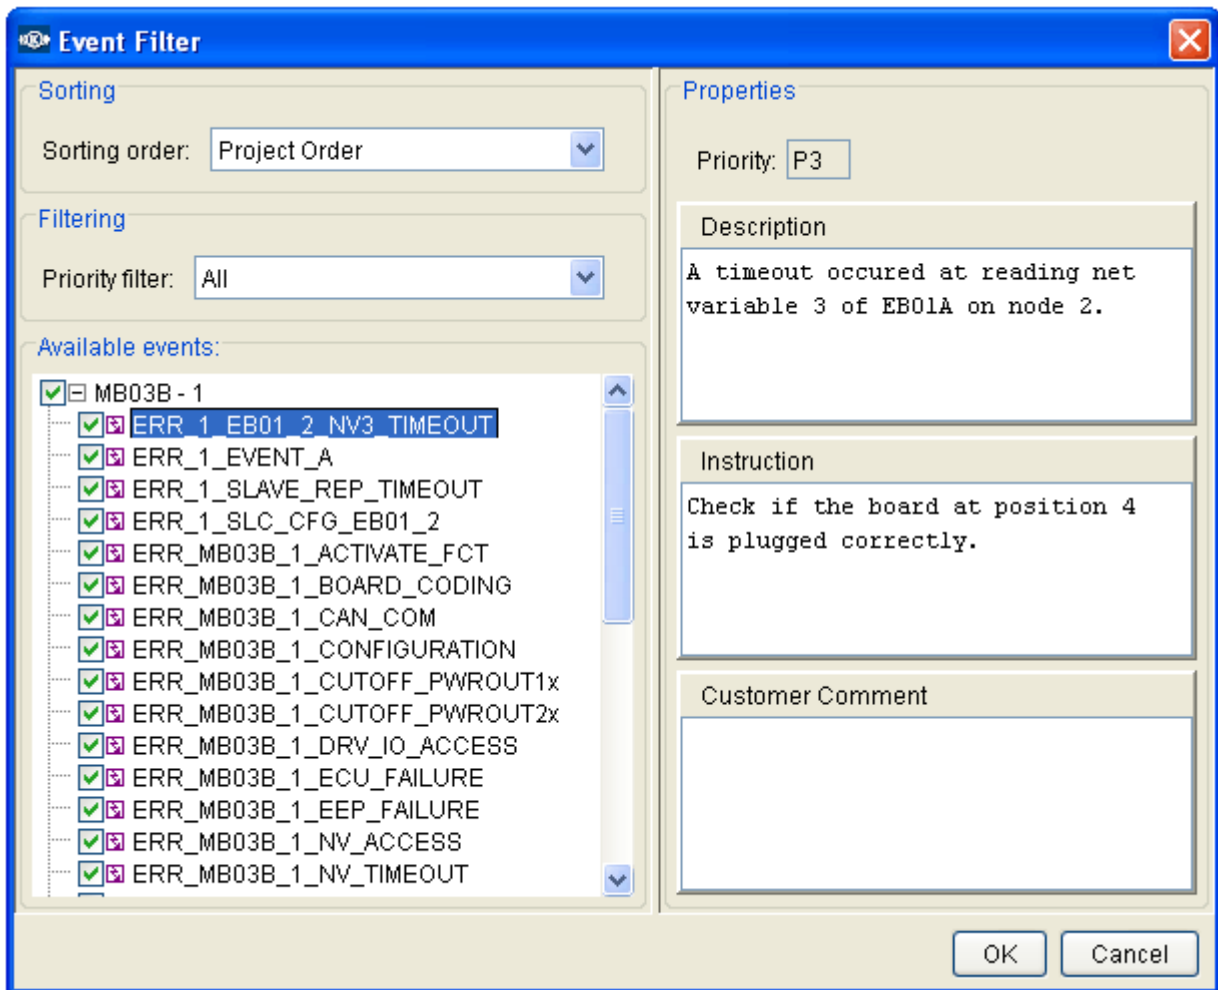 Event Filter
Sorting
Sorting order: Project Order
Filtering
Priority filter: All
Available events:
MB03B - 1
ERR_1_EB01_2_NV3_TIMEOUT
ERR_1_EVENT_A
ERR_1_SLAVE_REP_TIMEOUT
ERR_1_SLC_CFG_EB01_2
ERR_MB03B_1_ACTIVATE_FCT
ERR_MB03B_1_BOARD_CODING
ERR_MB03B_1_CAN_COM
ERR_MB03B_1_CONFIGURATION
ERR_MB03B_1_CUTOFF_PWROUT1x
ERR_MB03B_1_CUTOFF_PWROUT2x
ERR_MB03B_1_DRV_IO_ACCESS
ERR_MB03B_1_ECU_FAILURE
ERR_MB03B_1_EEP_FAILURE
ERR_MB03B_1_NV_ACCESS
ERR_MB03B_1_NV_TIMEOUT
Properties
Priority: P3
Description
A timeout occured at reading net
variable 3 of EB01A on node 2.
Instruction
Check if the board at position 4
is plugged correctly.
Customer Comment
OK
Cancel